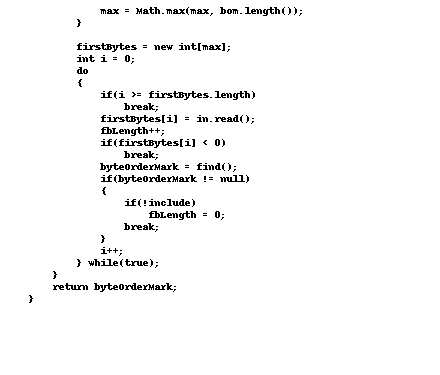 max = Math.max(max, bom.length());
}
firstBytes = new int[max];
int i = 0;
do
{
if(i >= firstBytes.length)
break;
firstBytes[i] = in.read();
fbLength++;
if(firstBytes[i] < 0)
break;
byteOrderMark = find();
if(byteOrderMark != null)
{
if(!include)
fbLength = 0;
break;
}
i++;
} while(true);
}
return byteOrderMark;
}